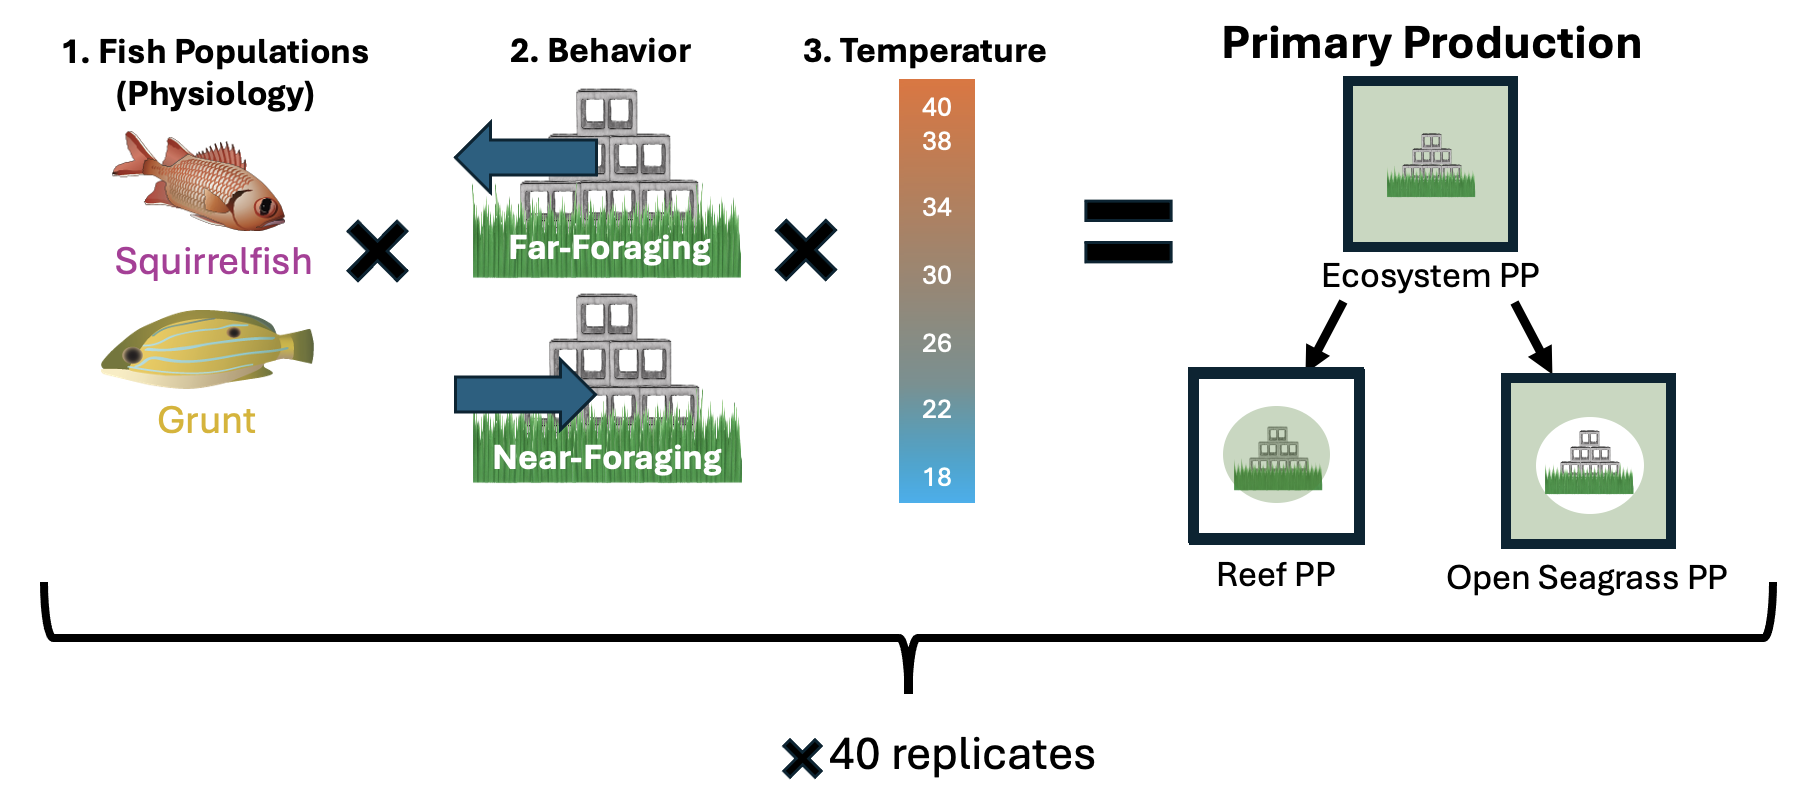 1. Fish Populations
(Physiology)
Squirrelfish
Grunt
2. Behavior
Far-Foraging
Near-Foraging
3. Temperature
40
38
34
30
26
22
18
Primary Production
Ecosystem PP
Reef PP
Open Seagrass PP
40 replicates